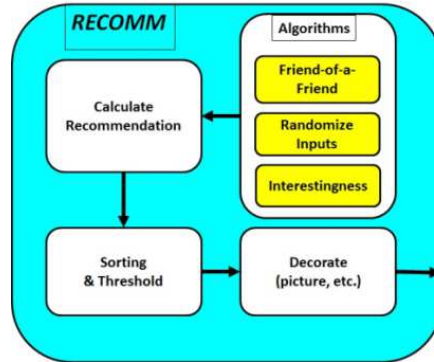 RECOMM
Algorithms
Friend-of-a-
Friend
Randomize
Inputs
Interestingness
Calculate
Recommendation
Sorting
& Threshold
Decorate
(picture, etc.)